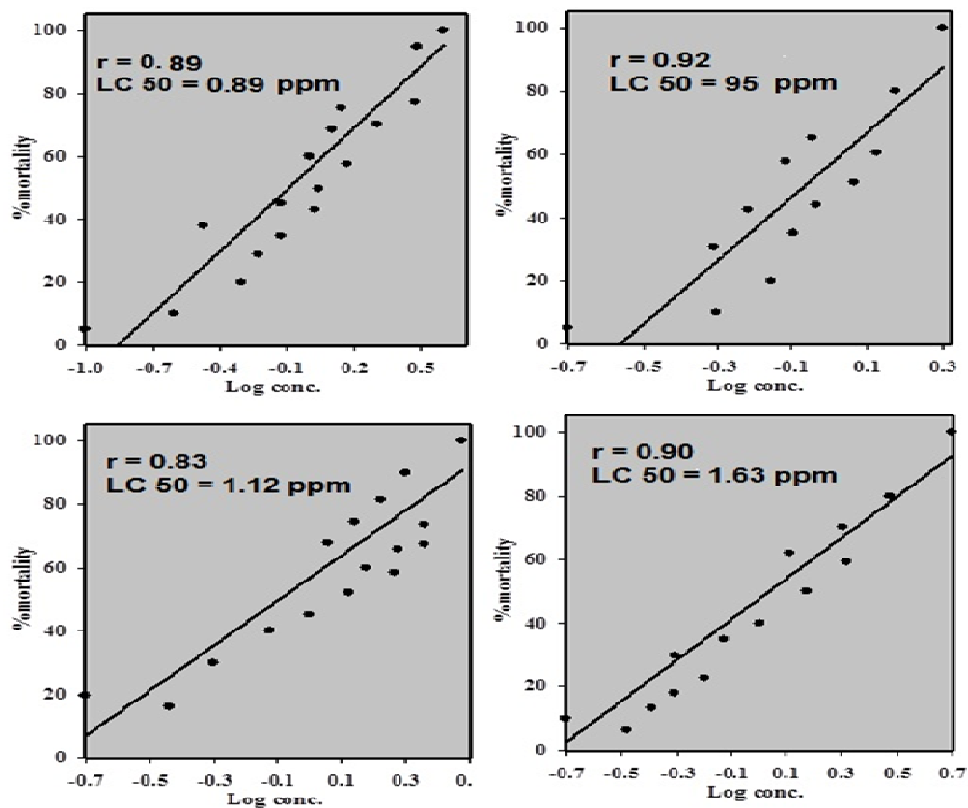 100
80
60
40
20
0
%mortality
r = 0. 89
LC 50 = 0.89 ppm
-1.0 -0.7 -0.4 -0.1 0.2 0.5
Log conc.
100
80
60
40
20
0
%mortality
r = 0.92
LC 50 = 95 ppm
-0.7 -0.5 -0.3 -0.1 0.1 0.3
Log conc.
100
80
60
40
20
0
%mortality
r = 0.83
LC 50 = 1.12 ppm
-0.7 -0.5 -0.3 -0.1 0.1 0.3 0.
Log conc.
100
80
60
40
20
0
%mortality
r = 0.90
LC 50 = 1.63 ppm
-0.7 -0.5 -0.3 -0.1 0.1 0.3 0.5 0.7
Log conc.